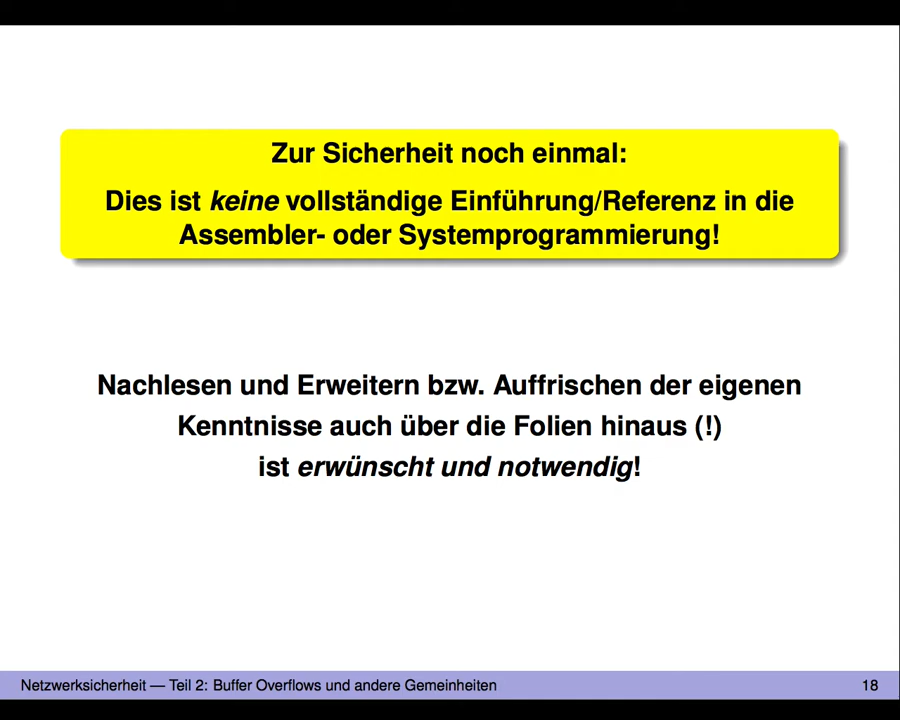 Zur Sicherheit noch einmal:
Dies ist keine vollständige Einführung/Referenz in die
Assembler- oder Systemprogrammierung!
Nachlesen und Erweitern bzw. Auffrischen der eigenen
Kenntnisse auch über die Folien hinaus (!)
ist erwünscht und notwendig!
Netzwerksicherheit — Teil 2: Buffer Overflows und andere Gemeinheiten 18